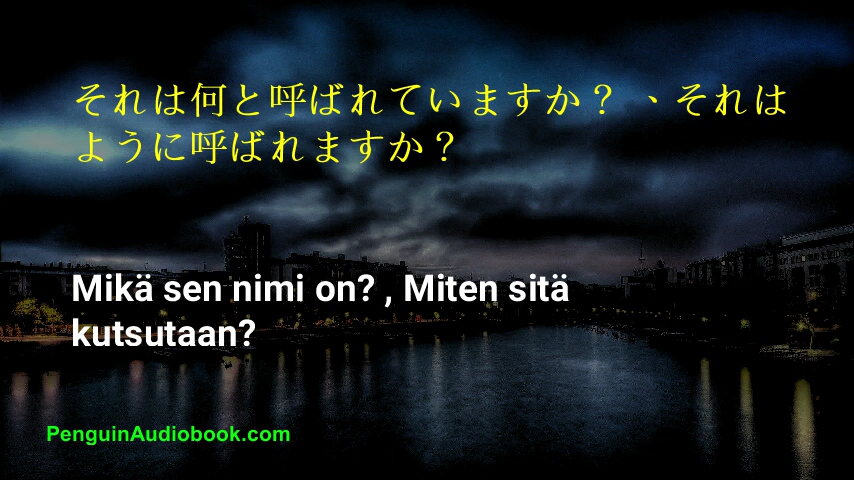 それは何と呼ばれていますか？ 、それは
ように呼ばれますか？
Mikä sen nimi on? , Miten sitä
kutsutaan?
PenguinAudiobook.com